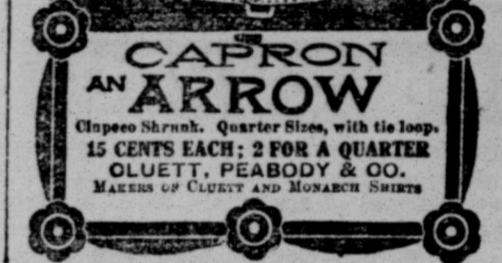 CAPRON
AN ARROW
Clupeco Shrunk. Quarter Sizes, with tie loop.
15 CENTS EACH; 2 FOR A QUARTER
CLUETT, PEABODY & CO.
MAKERS OF CLUETT AND MONARCH SHIRTS